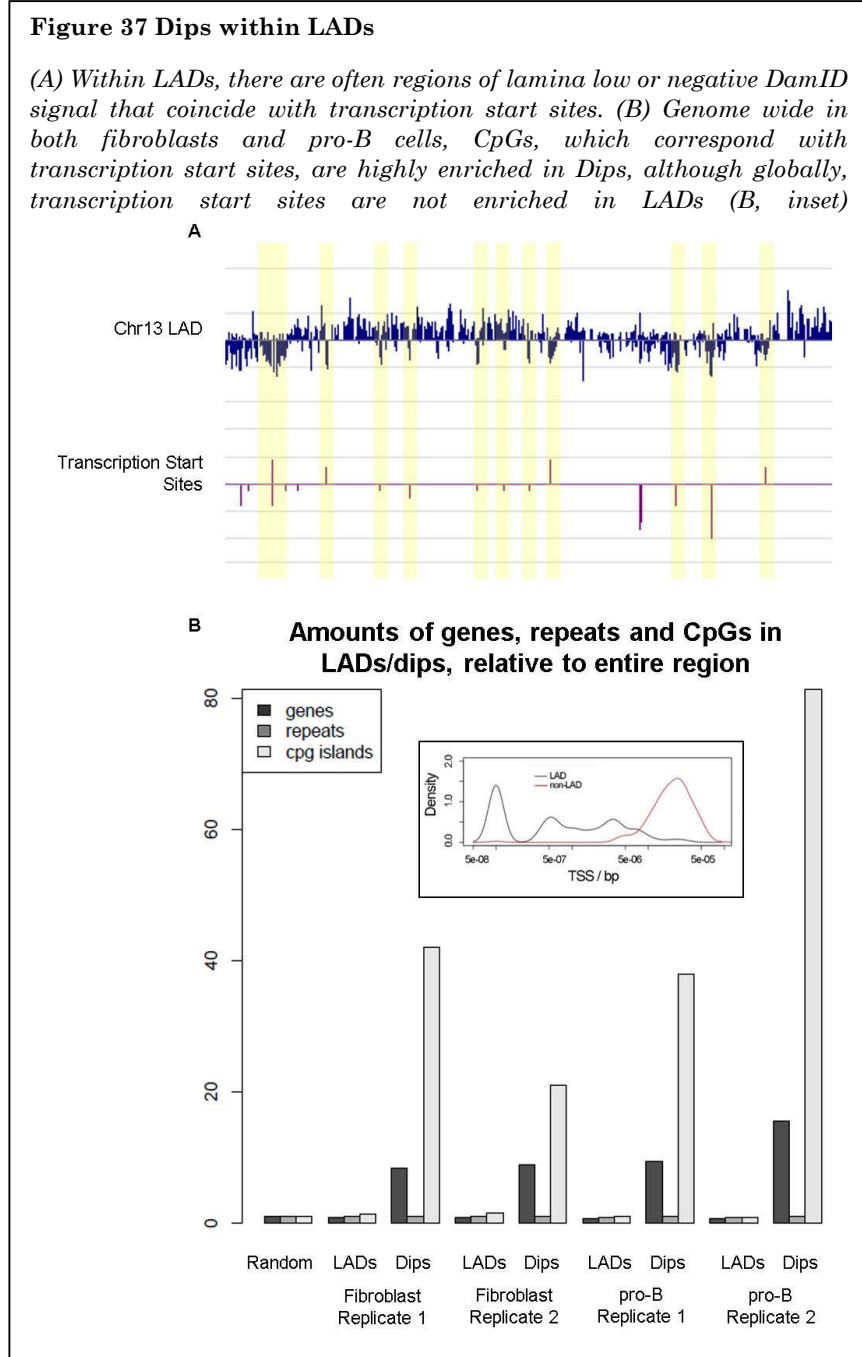 Figure 37 Dips within LADs
(A) Within LADs, there are often regions of lamina low or negative DamID
signal that coincide with transcription start sites. (B) Genome wide in
both fibroblasts and pro-B cells, CpGs, which correspond with
transcription start sites, are highly enriched in Dips, although globally,
transcription start sites are not enriched in LADs (B, inset)
A
Chr13 LAD
Transcription Start
Sites
B
Amounts of genes, repeats and CpGs in
LADs/dips, relative to entire region
genes
repeats
cpg islands
80
60
40
20
0
Density
2.0
1.0
0.0
LAD
non-LAD
5e-08 5e-07 5e-06 5e-05
TSS / bp
Random LADs Dips LADs Dips LADs Dips LADs Dips
Fibroblast Fibroblast pro-B pro-B
Replicate 1 Replicate 2 Replicate 1 Replicate 2